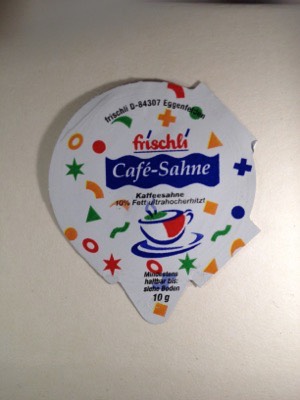 frischli D-84307 Eggenfelden
frischli
Café-Sahne
Kaffeesahne
10% Fett ultrahocherhitzt
Mindestens
haltbar bis:
siehe Boden
10 g